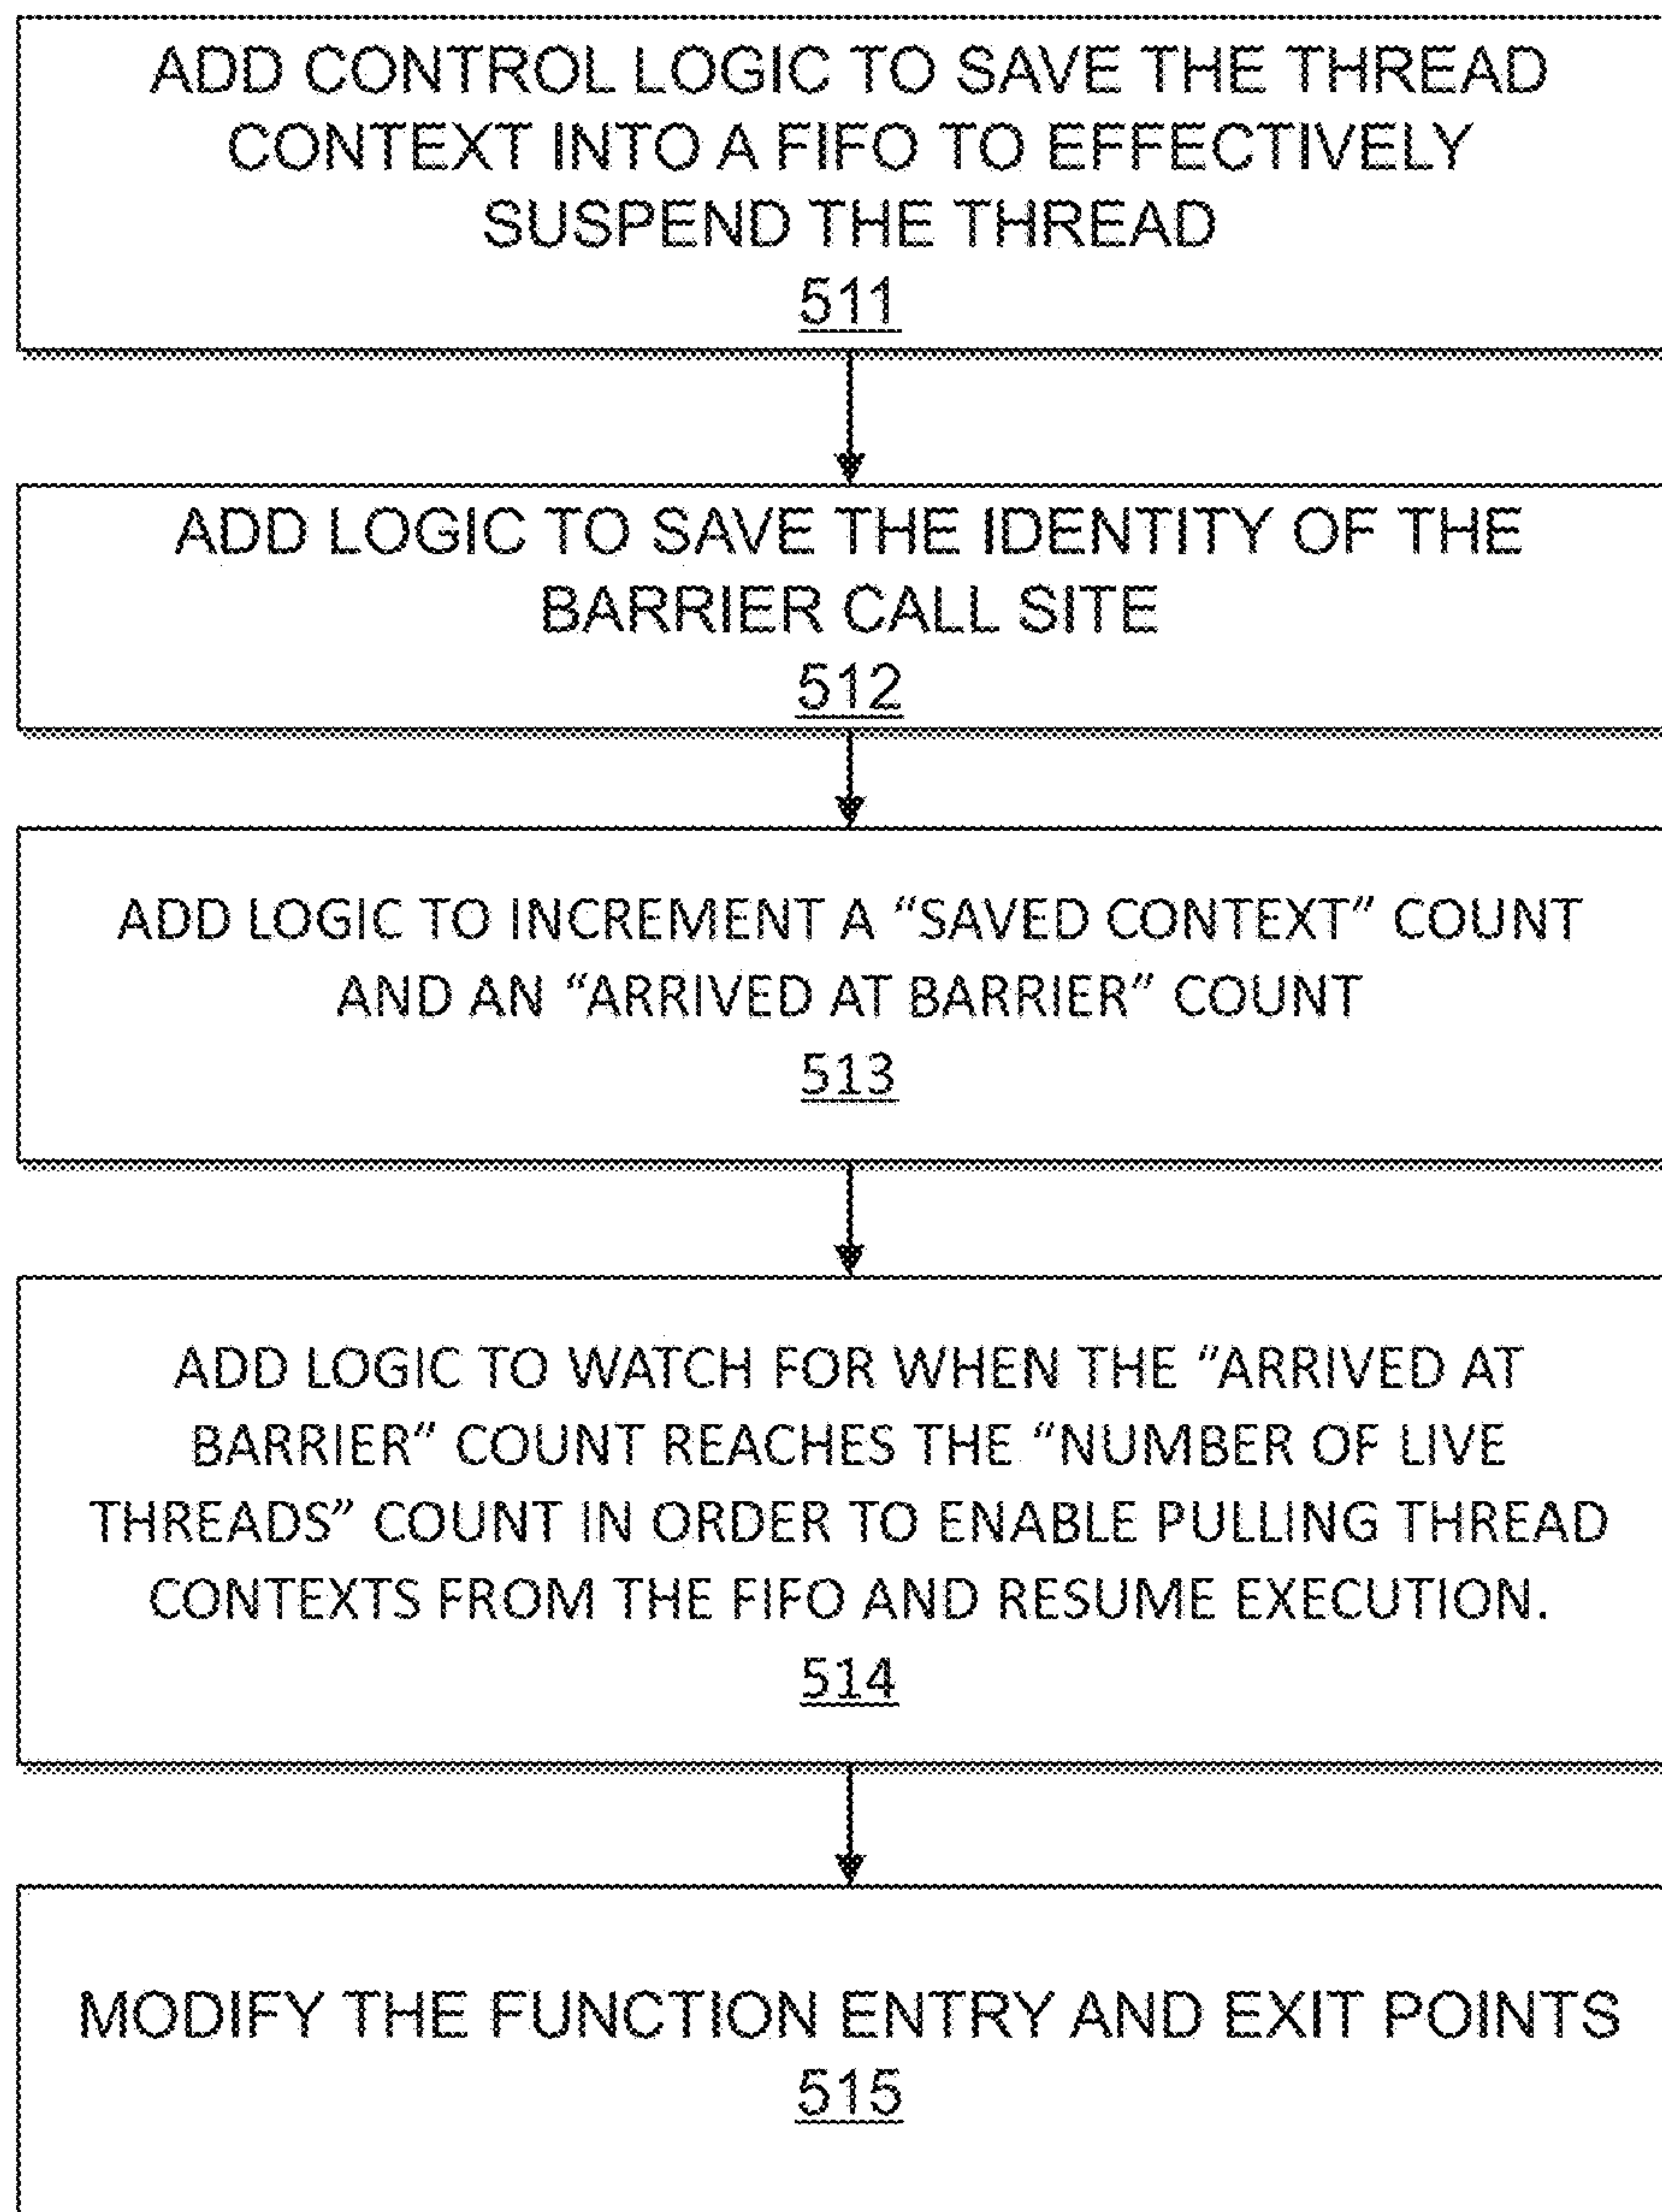 ADD CONTROL LOGIC TO SAVE THE THREAD
CONTEXT INTO A FIFO TO EFFECTIVELY
SUSPEND THE THREAD
511
ADD LOGIC TO SAVE THE IDENTITY OF THE
BARRIER CALL SITE
512
ADD LOGIC TO INCREMENT A “SAVED CONTEXT” COUNT
AND AN “ARRIVED AT BARRIER” COUNT
513
ADD LOGIC TO WATCH FOR WHEN THE “ARRIVED AT
BARRIER” COUNT REACHES THE “NUMBER OF LIVE
THREADS” COUNT IN ORDER TO ENABLE PULLING THREAD
CONTEXTS FROM THE FIFO AND RESUME EXECUTION.
514
MODIFY THE FUNCTION ENTRY AND EXIT POINTS
515